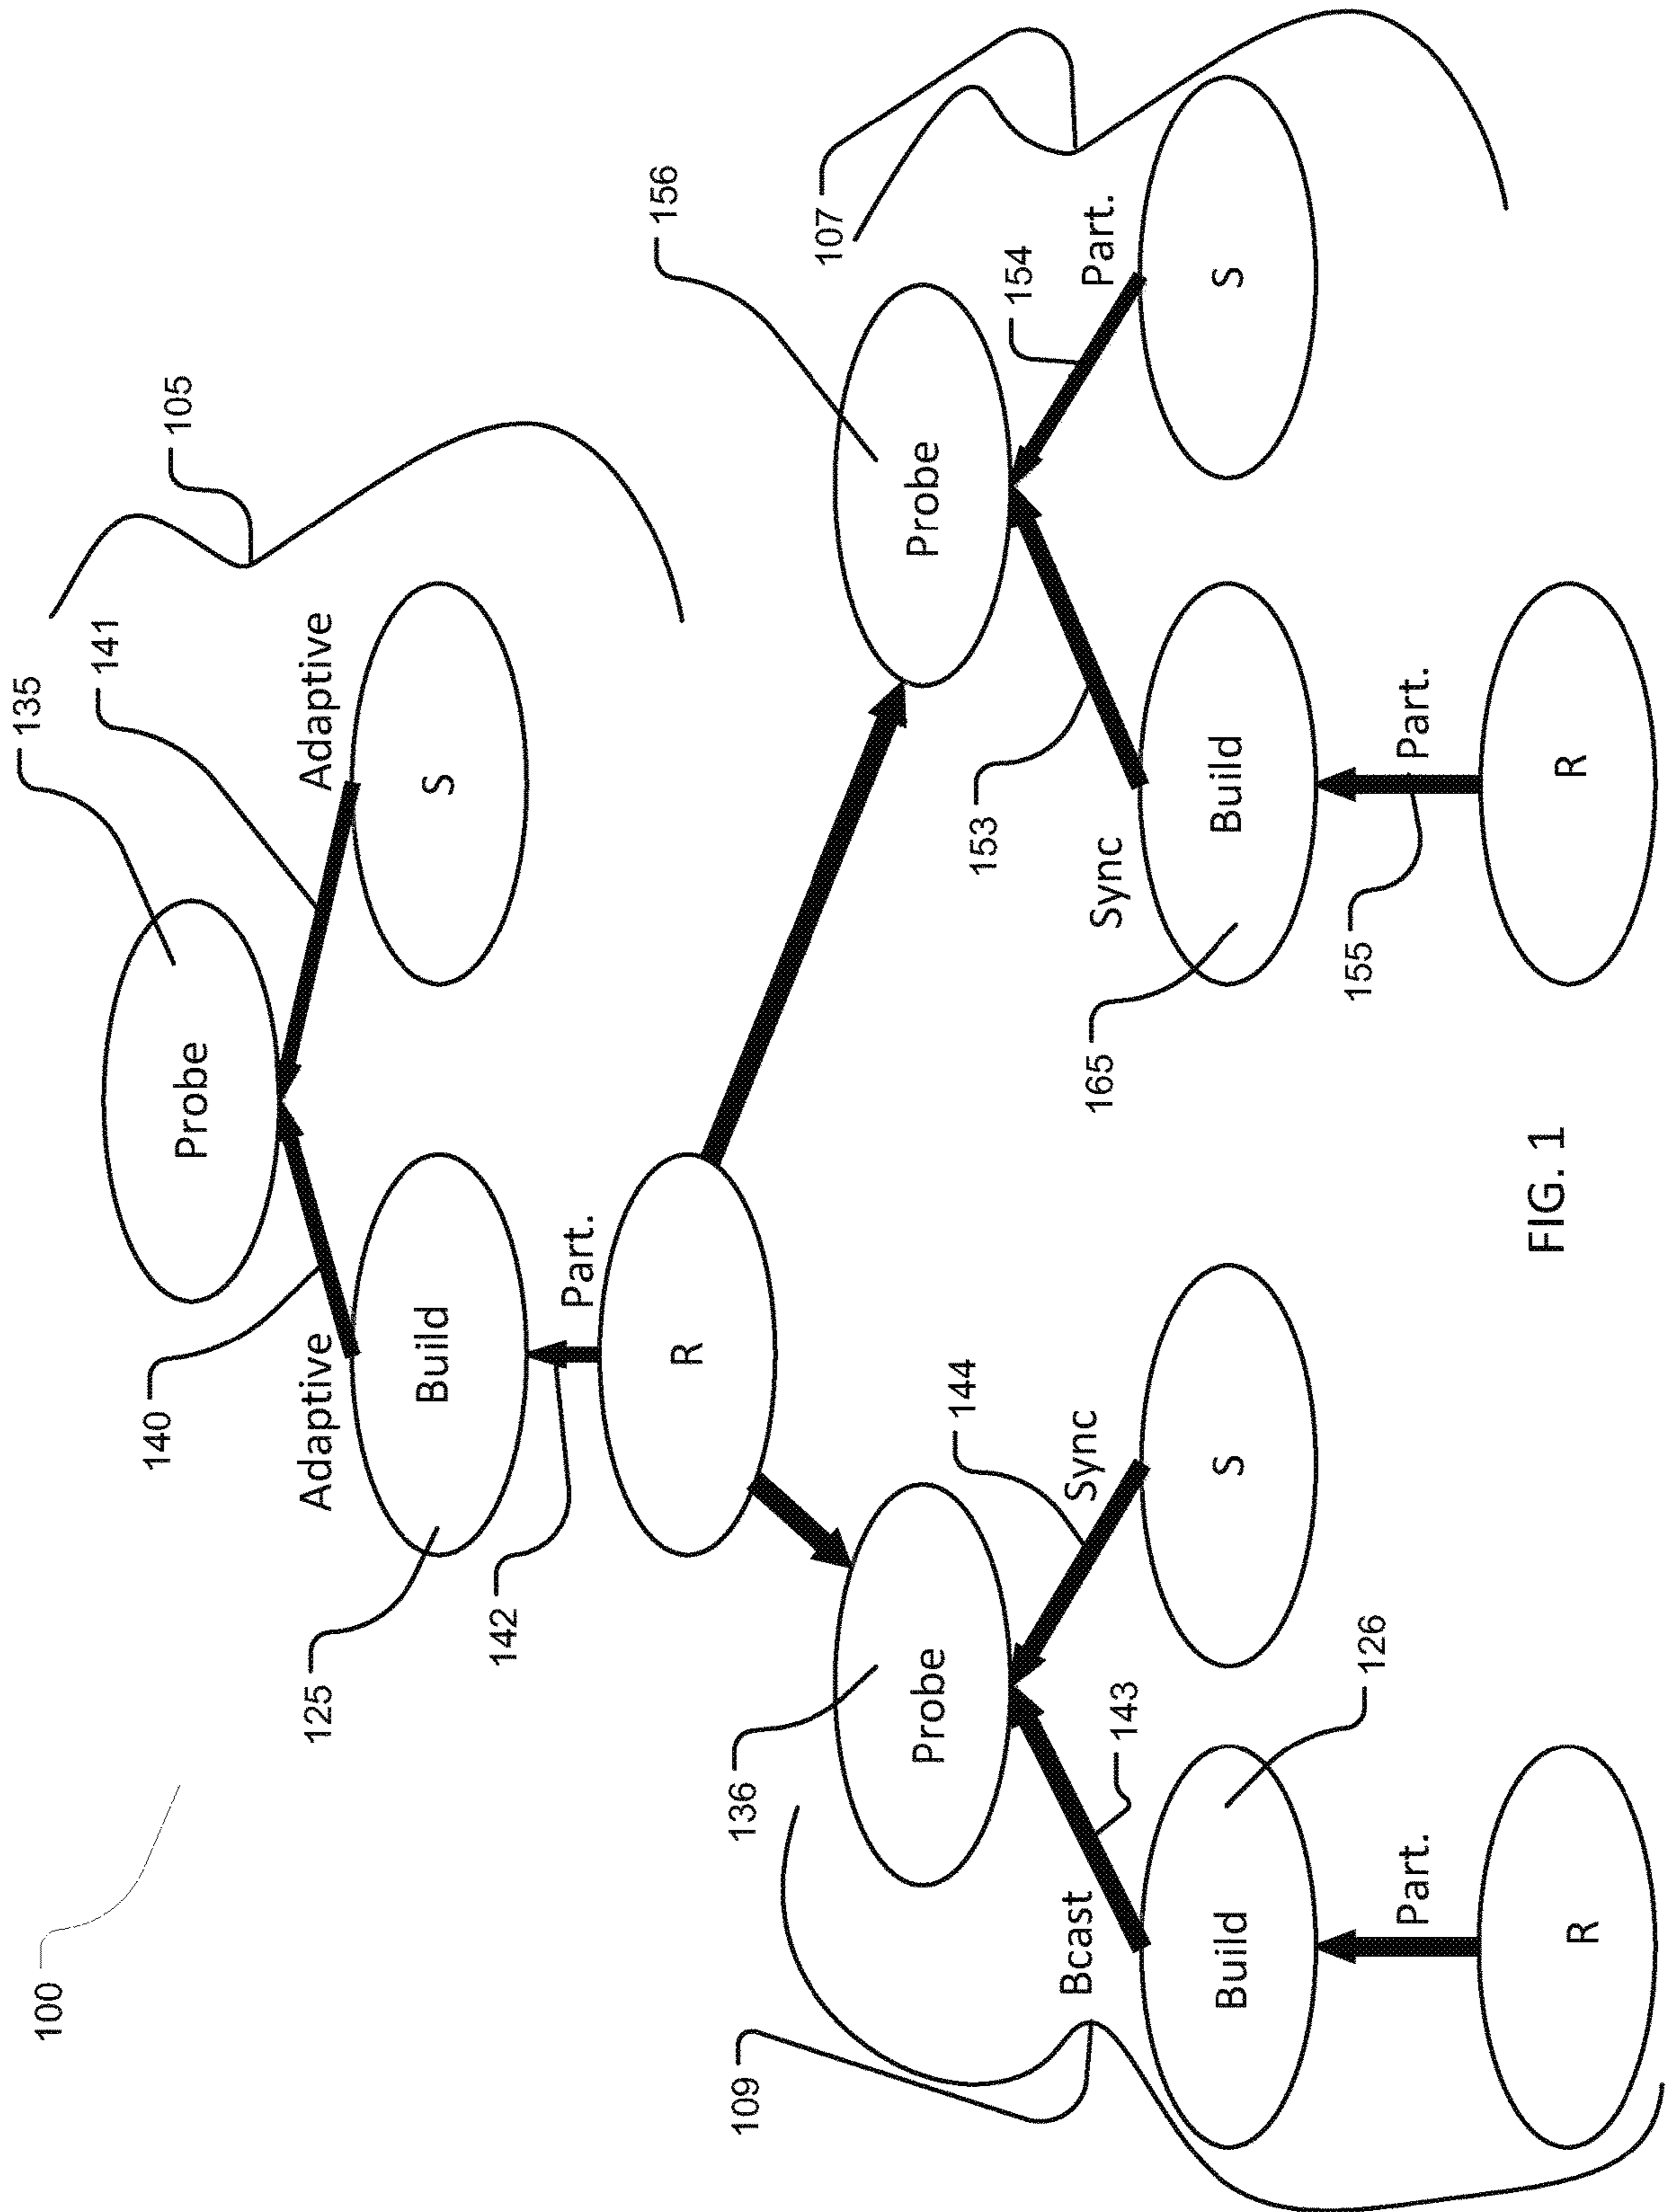 100
135
141
140
105
Probe
Adaptive
Adaptive
125
Build
S
142
Part.
156
R
109
136
107
Probe
Probe
144
153
154
Bcast
Sync
Sync
Part.
143
165
Build
S
Build
S
126
155
Part.
Part.
R
R
FIG. 1